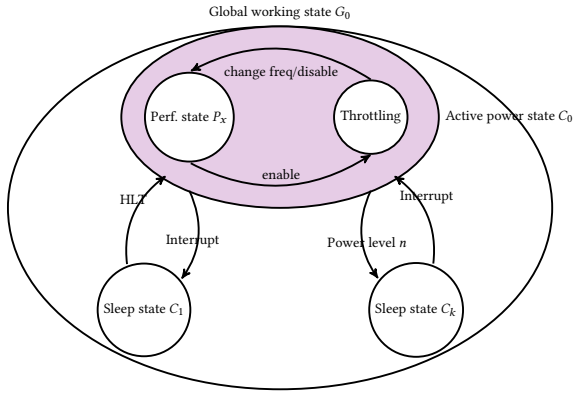 Global working state G₀
change freq/disable
Perf. state Pₓ
Throttling
Active power state C₀
enable
HLT
Interrupt
Interrupt
Power level n
Sleep state C₁
Sleep state Cₖ